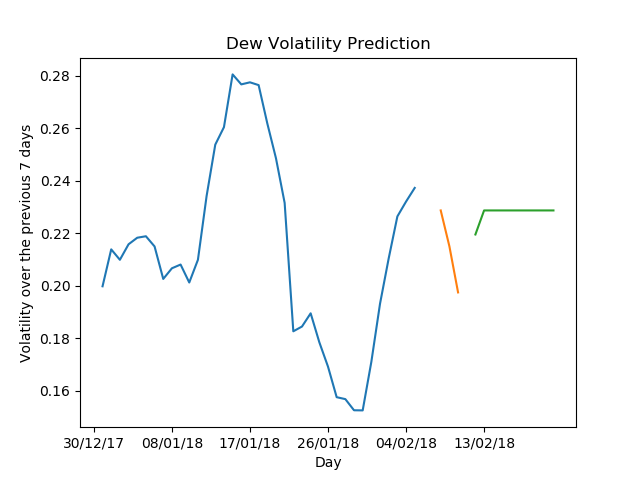 Dew Volatility Prediction
Volatility over the previous 7 days
0.28
0.26
0.24
0.22
0.20
0.18
0.16
30/12/17 08/01/18 17/01/18 26/01/18 04/02/18 13/02/18
Day